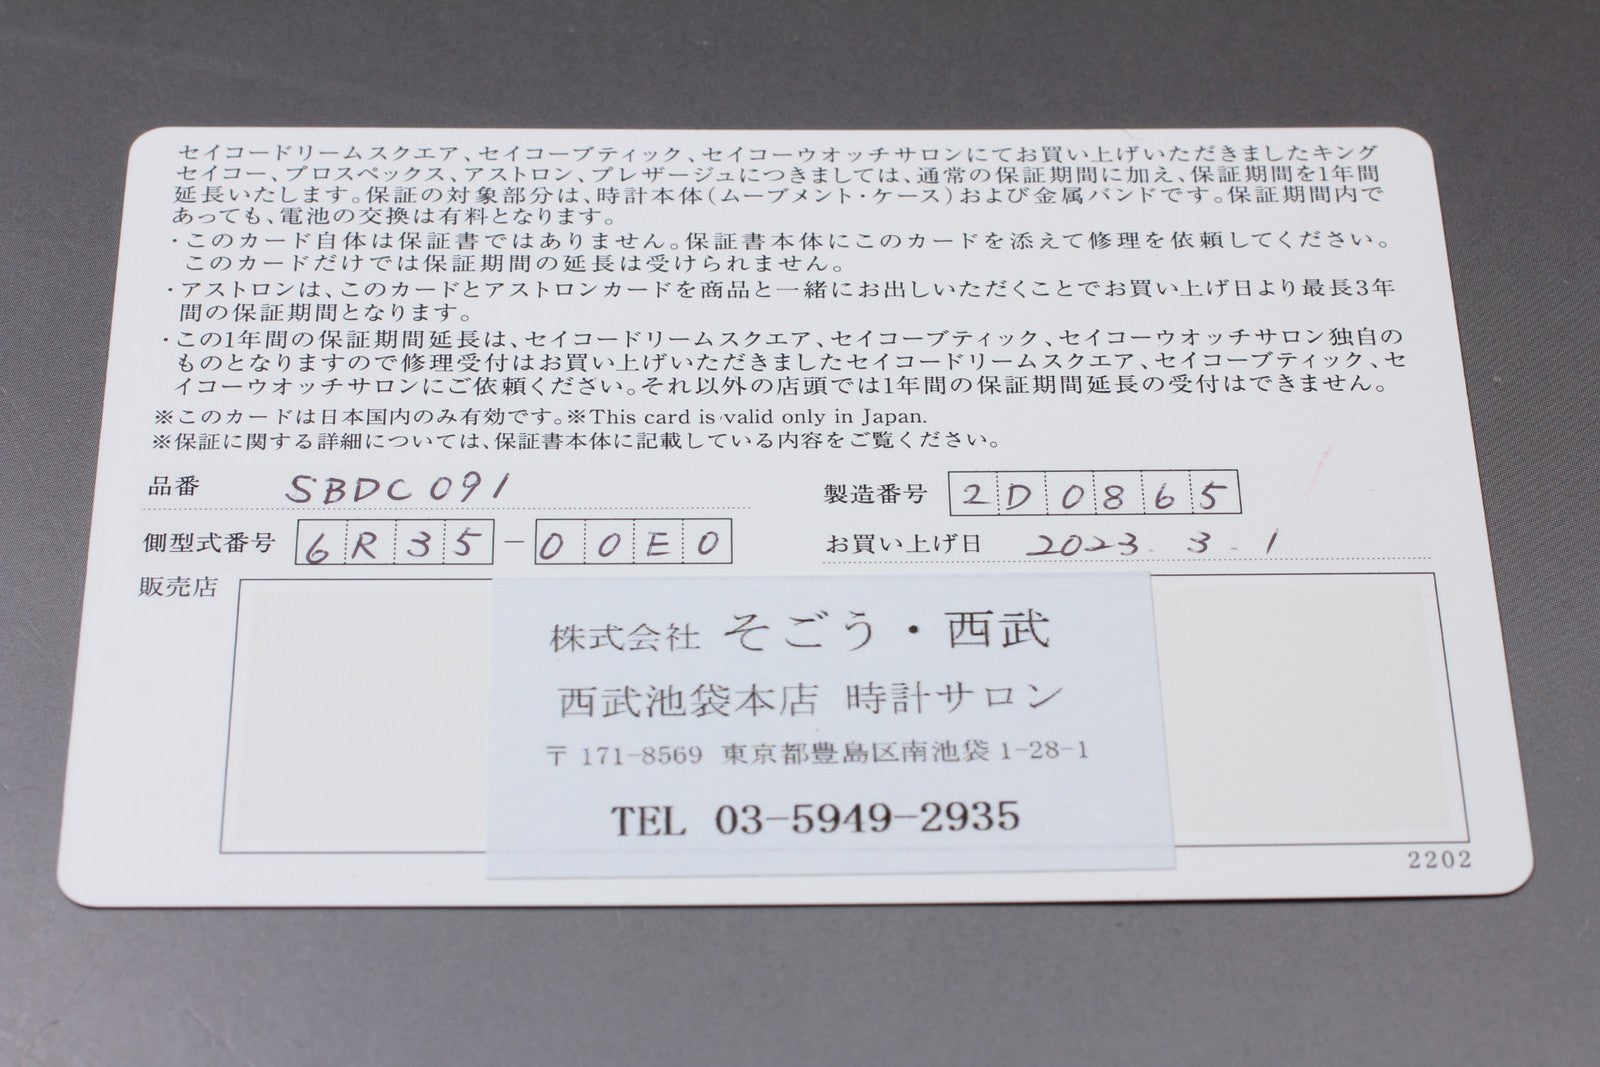 セイコードリームスクエア、セイコーブティック、セイコーウオッチサロンにてお買い上げいただきましたキング
セイコー、プロスペックス、アストロン、プレザージュにつきましては、通常の保証期間に加え、保証期間を1年間
延長いたします。保証の対象部分は、時計本体(ムーブメント・ケース)および金属バンドです。保証期間内で
あっても、電池の交換は有料となります。
・このカード自体は保証書ではありません。保証書本体にこのカードを添えて修理を依頼してください。
このカードだけでは保証期間の延長は受けられません。
・アストロンは、このカードとアストロンカードを商品と一緒にお出しいただくことでお買い上げ日より最長3年
間の保証期間となります。
・この1年間の保証期間延長は、セイコードリームスクエア、セイコーブティック、セイコーウオッチサロン独自の
ものとなりますので修理受付はお買い上げいただきましたセイコードリームスクエア、セイコーブティック、セ
イコーウオッチサロンにご依頼ください。それ以外の店頭では1年間の保証期間延長の受付はできません。
※このカードは日本国内のみ有効です。※This card is valid only in Japan.
※保証に関する詳細については、保証書本体に記載している内容をご覧ください。
品番 SBDC091 製造番号 2D0865
側型式番号 6R35-00E0 お買い上げ日 2023.3.1
販売店
株式会社 そごう・西武
西武池袋本店 時計サロン
〒171-8569 東京都豊島区南池袋1-28-1
TEL 03-5949-2935
2202